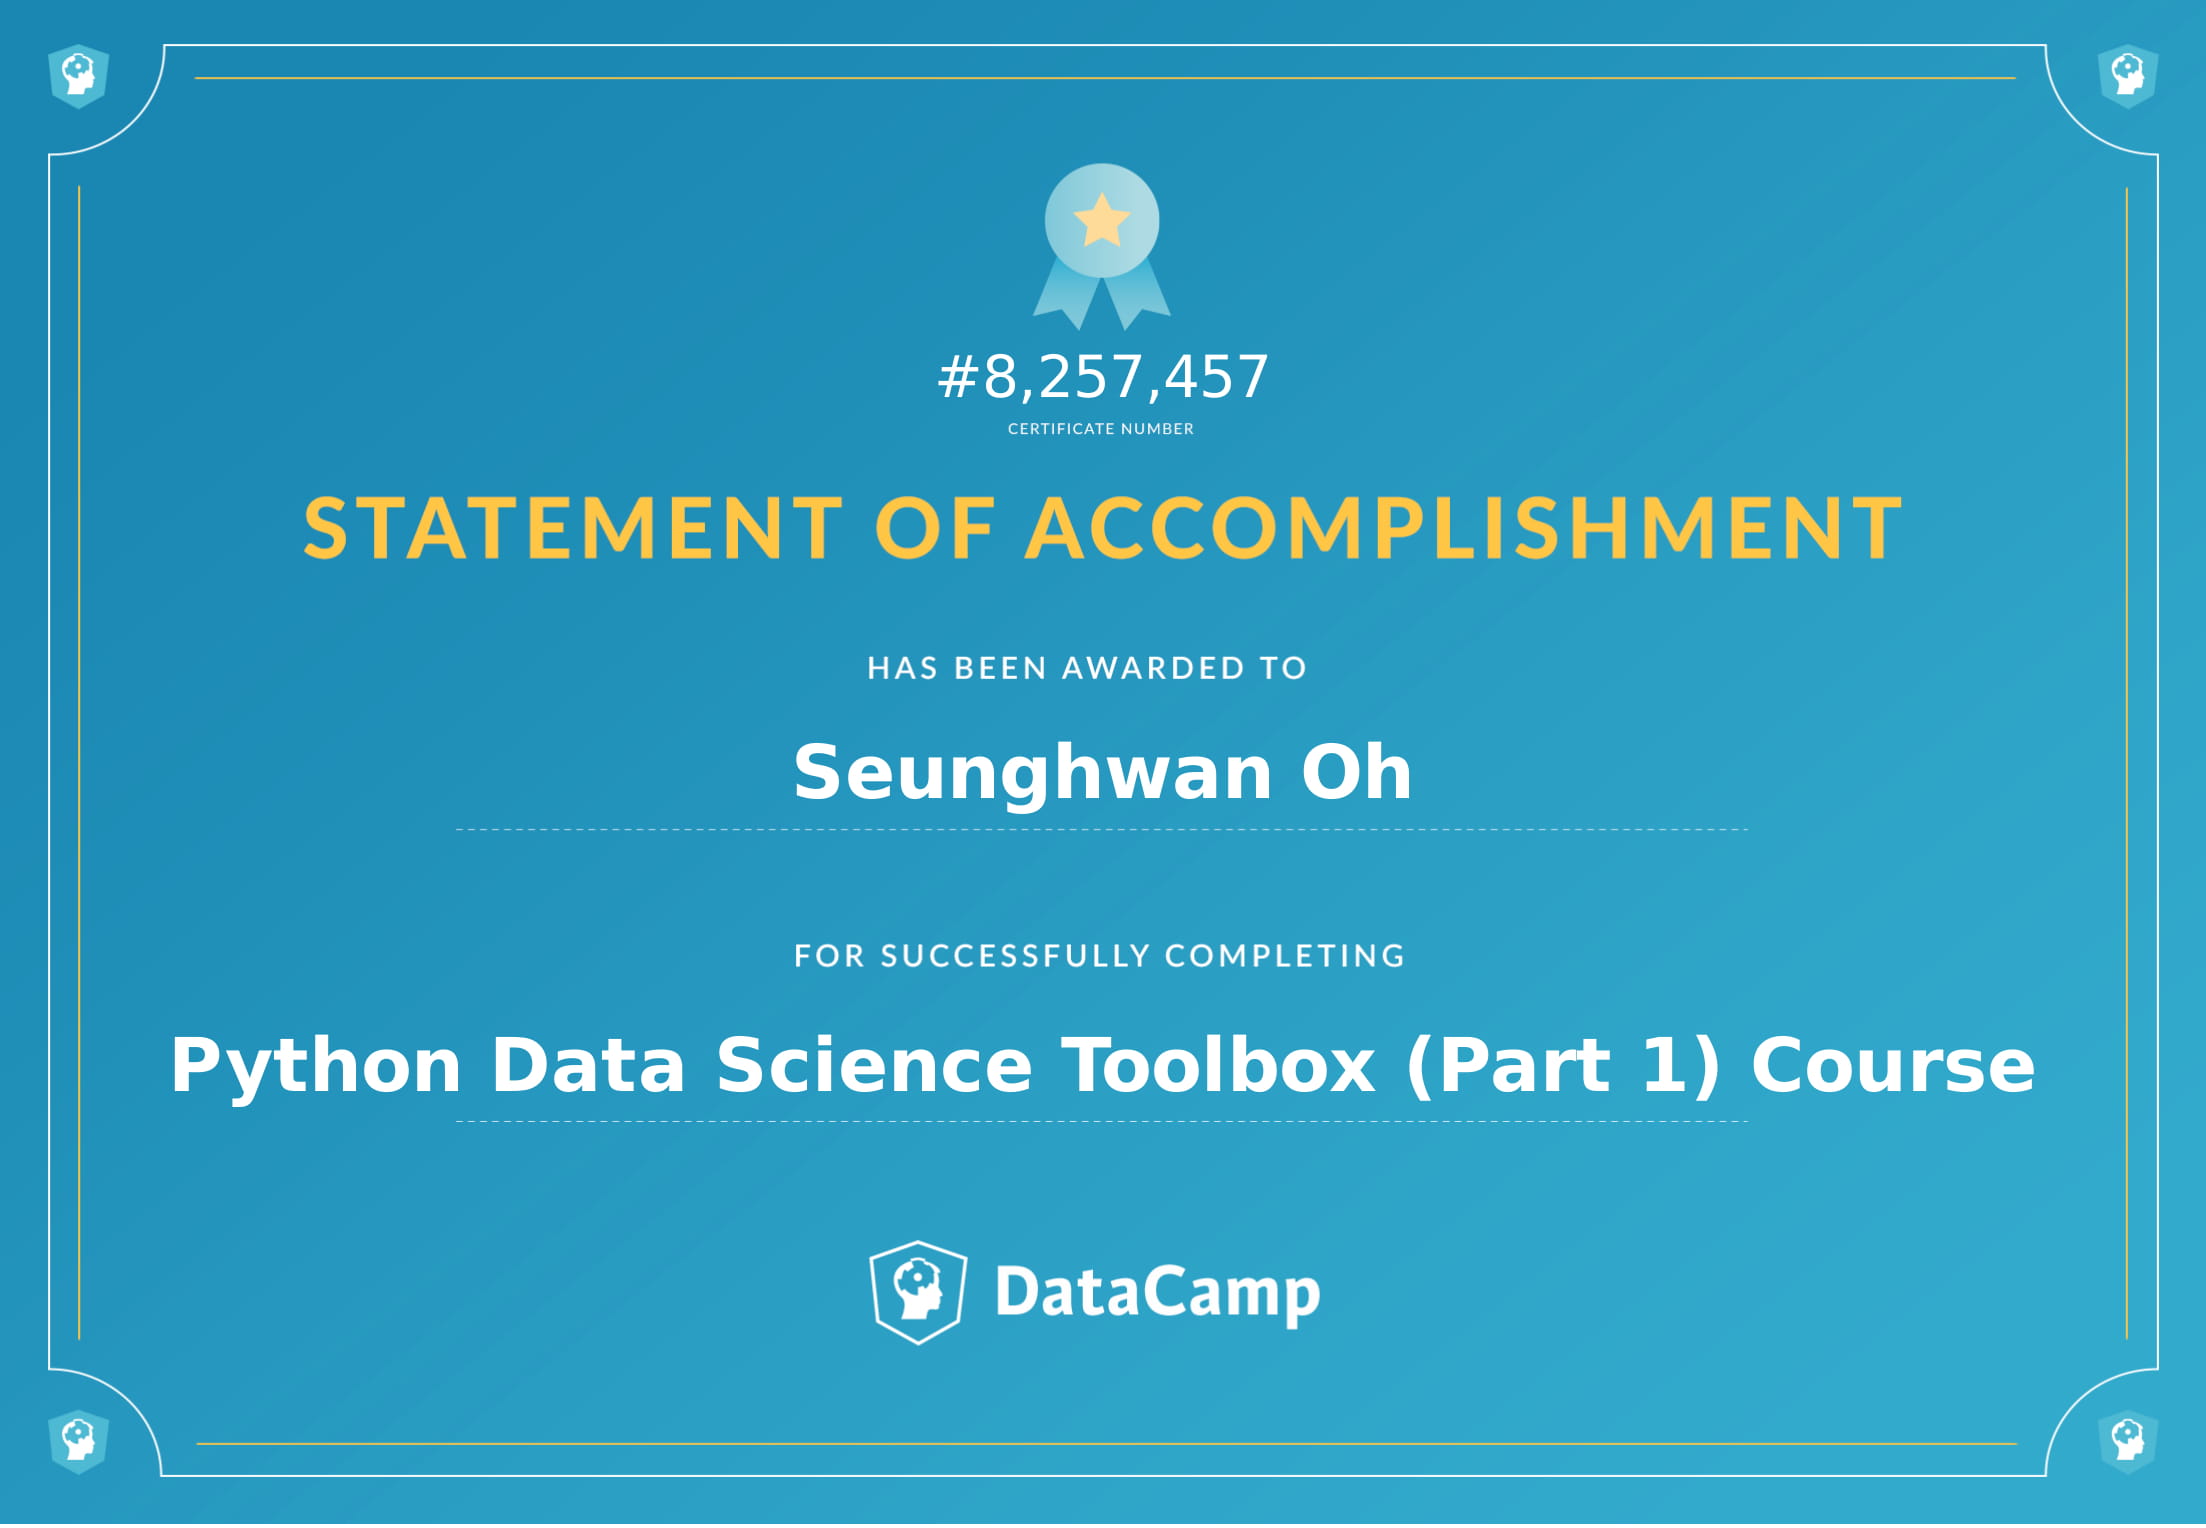 #8,257,457
CERTIFICATE NUMBER
STATEMENT OF ACCOMPLISHMENT
HAS BEEN AWARDED TO
Seunghwan Oh
FOR SUCCESSFULLY COMPLETING
Python Data Science Toolbox (Part 1) Course
DataCamp